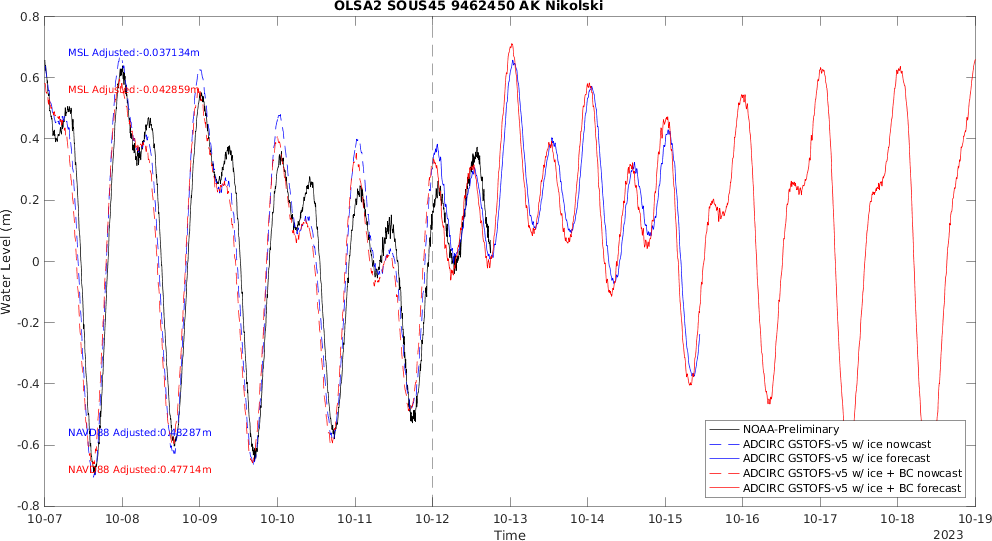 OLSA2 SOUS45 9462450 AK Nikolski
0.8
0.6
0.4
0.2
0
-0.2
-0.4
-0.6
-0.8
Water Level (m)
MSL Adjusted:-0.037134m
MSL Adjusted:-0.042859m
NAVD88 Adjusted:0.48287m
NAVD88 Adjusted:0.47714m
NOAA-Preliminary
ADCIRC GSTOFS-v5 w/ ice nowcast
ADCIRC GSTOFS-v5 w/ ice forecast
ADCIRC GSTOFS-v5 w/ ice + BC nowcast
ADCIRC GSTOFS-v5 w/ ice + BC forecast
10-07 10-08 10-09 10-10 10-11 10-12 10-13 10-14 10-15 10-16 10-17 10-18 10-19
Time
2023